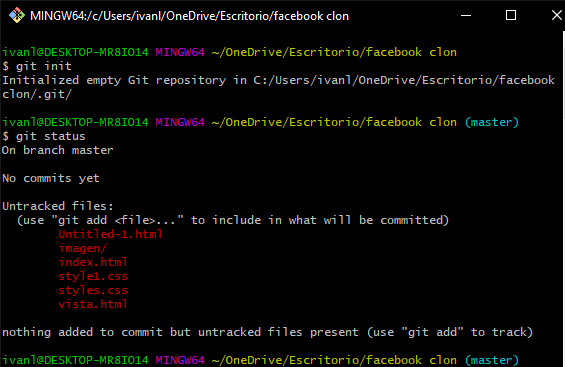 MINGW64:/c/Users/ivanl/OneDrive/Escritorio/facebook clon
ivanl@DESKTOP-MR8IO14 MINGW64 ~/OneDrive/Escritorio/facebook clon
$ git init
Initialized empty Git repository in C:/Users/ivanl/OneDrive/Escritorio/facebook
clon/.git/
ivanl@DESKTOP-MR8IO14 MINGW64 ~/OneDrive/Escritorio/facebook clon (master)
$ git status
On branch master
No commits yet
Untracked files:
  (use "git add <file>..." to include in what will be committed)
        Untitled-1.html
        imagen/
        index.html
        style1.css
        styles.css
        vista.html
nothing added to commit but untracked files present (use "git add" to track)
ivanl@DESKTOP-MR8IO14 MINGW64 ~/OneDrive/Escritorio/facebook clon (master)